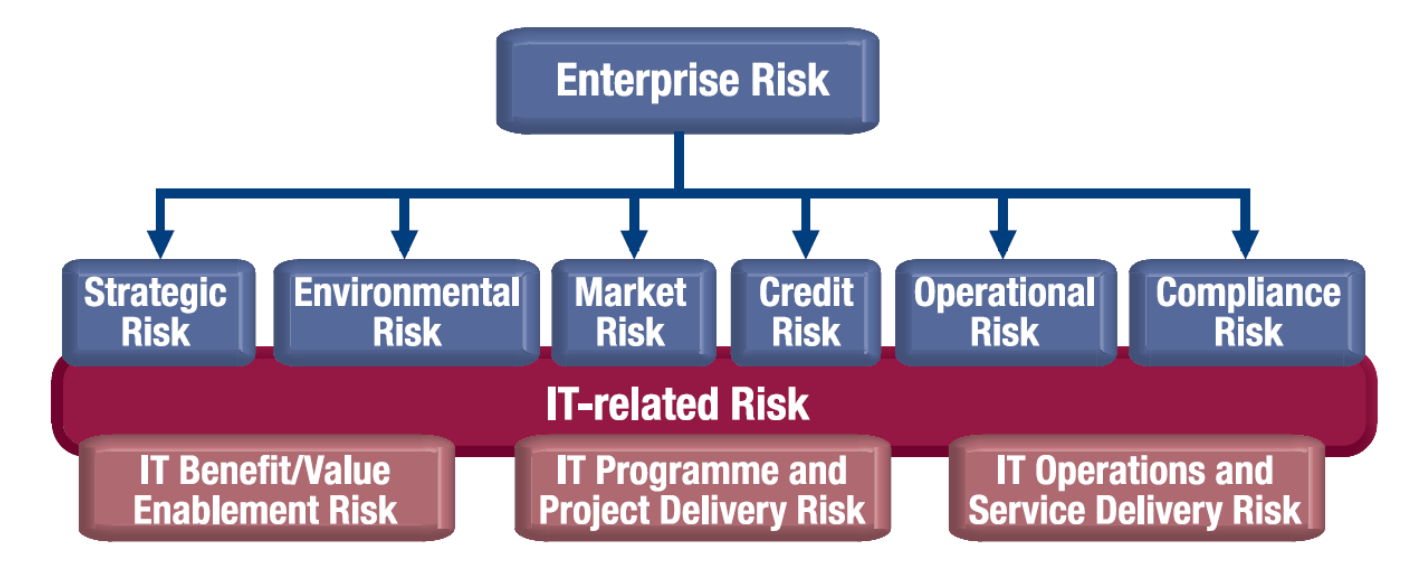 Enterprise Risk
Strategic
Risk
Environmental
Risk
Market
Risk
Credit
Risk
Operational
Risk
Compliance
Risk
IT-related Risk
IT Benefit/Value
Enablement Risk
IT Programme and
Project Delivery Risk
IT Operations and
Service Delivery Risk